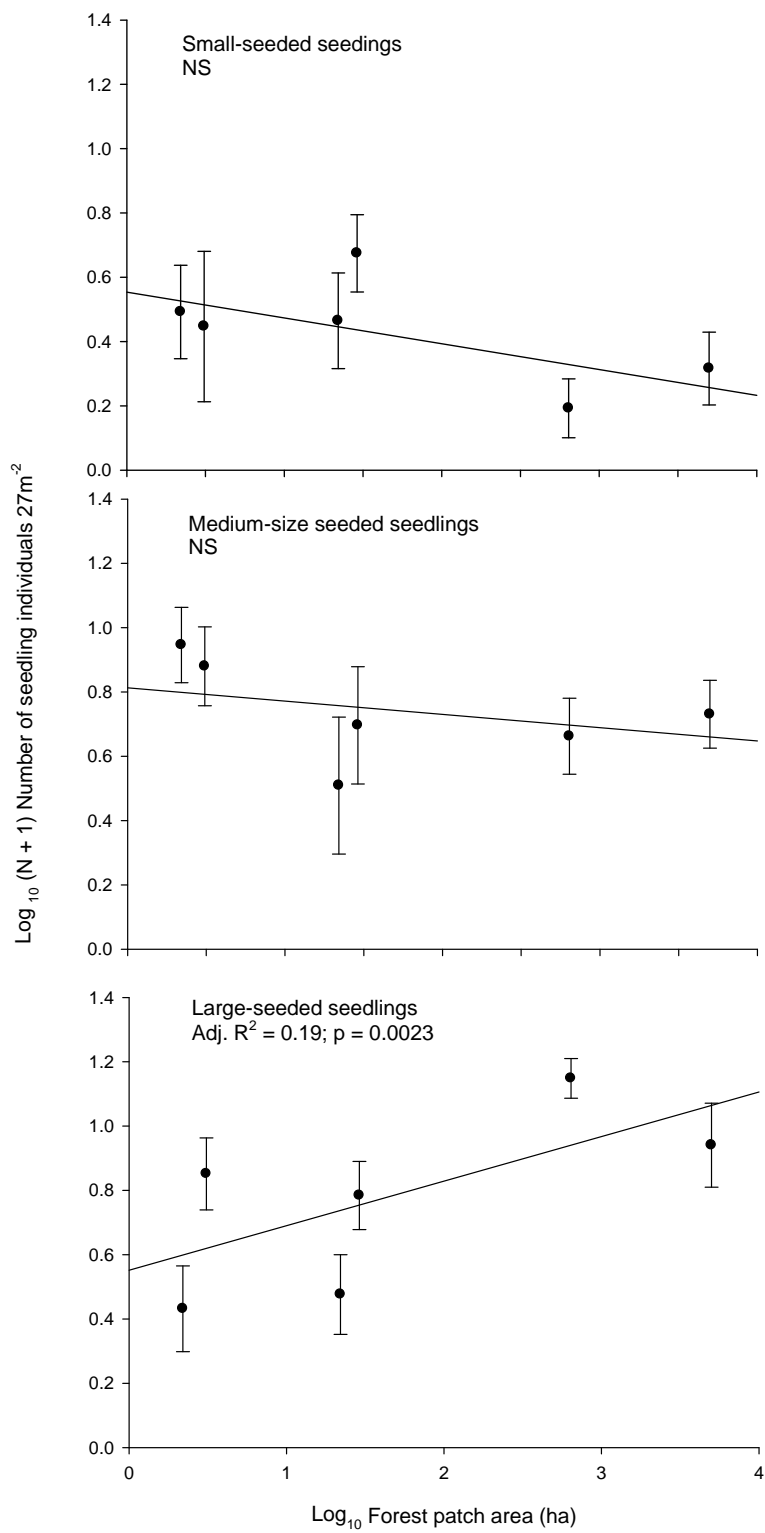 1.4
Small-seeded seedings
NS
1.2
1.0
0.8
0.6
0.4
0.2
0.0
1.4
Medium-size seeded seedlings
NS
1.2
1.0
0.8
0.6
0.4
0.2
0.0
Log 10 (N + 1) Number of seedling individuals 27m-2
1.4
Large-seeded seedlings
Adj. R2 = 0.19; p = 0.0023
1.2
1.0
0.8
0.6
0.4
0.2
0.0
0 1 2 3 4
Log10 Forest patch area (ha)